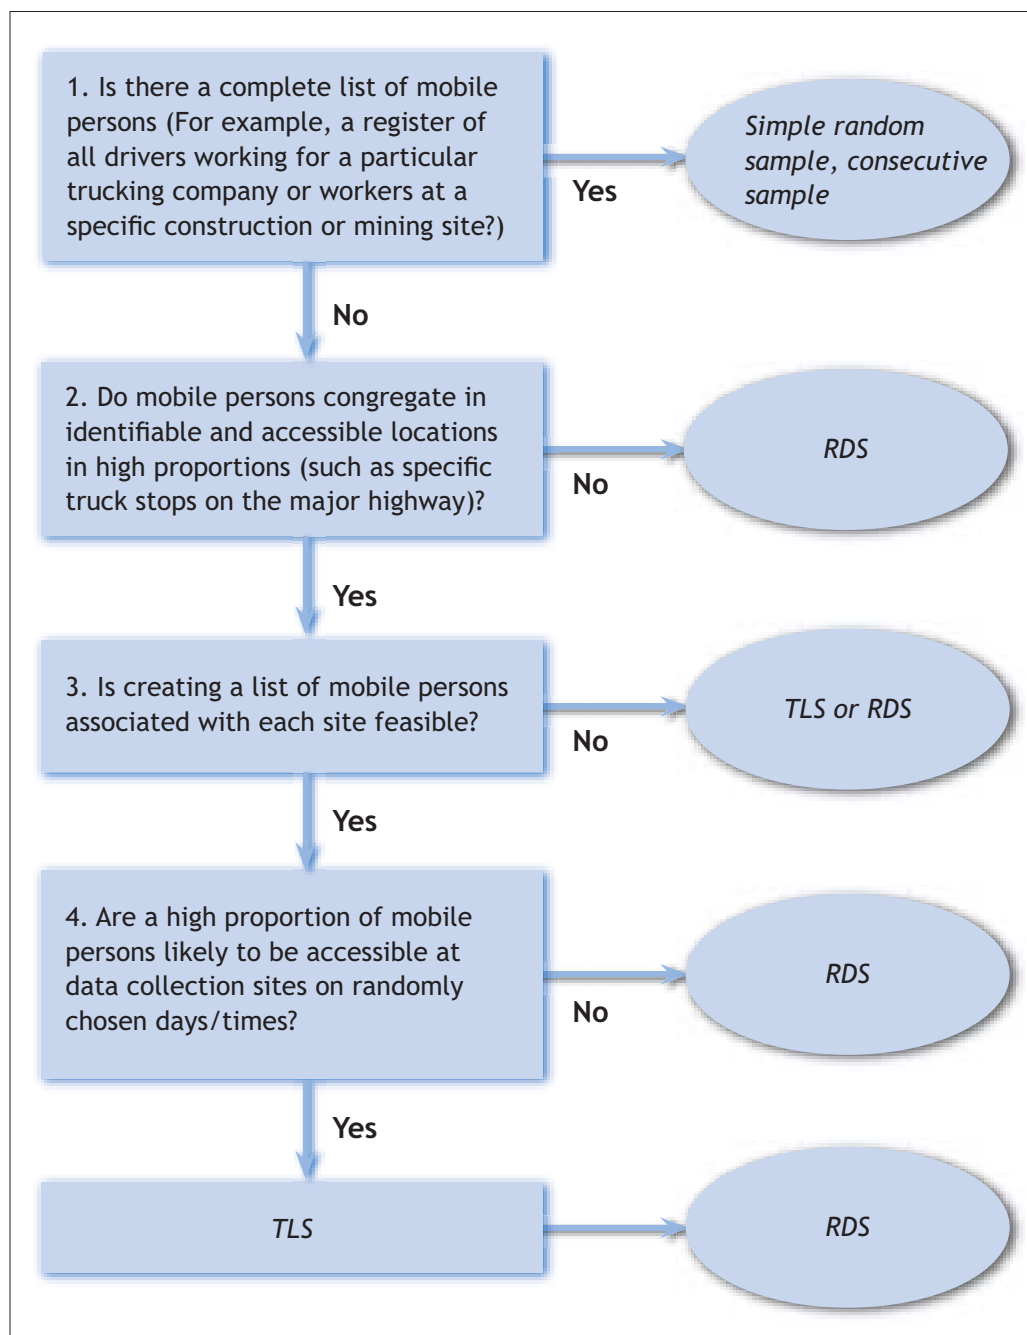 1. Is there a complete list of mobile
persons (For example, a register of
all drivers working for a particular
trucking company or workers at a
specific construction or mining site?)
Yes
Simple random
sample, consecutive
sample
No
2. Do mobile persons congregate in
identifiable and accessible locations
in high proportions (such as specific
truck stops on the major highway)?
No
RDS
Yes
3. Is creating a list of mobile persons
associated with each site feasible?
No
TLS or RDS
Yes
4. Are a high proportion of mobile
persons likely to be accessible at
data collection sites on randomly
chosen days/times?
No
RDS
Yes
TLS
RDS